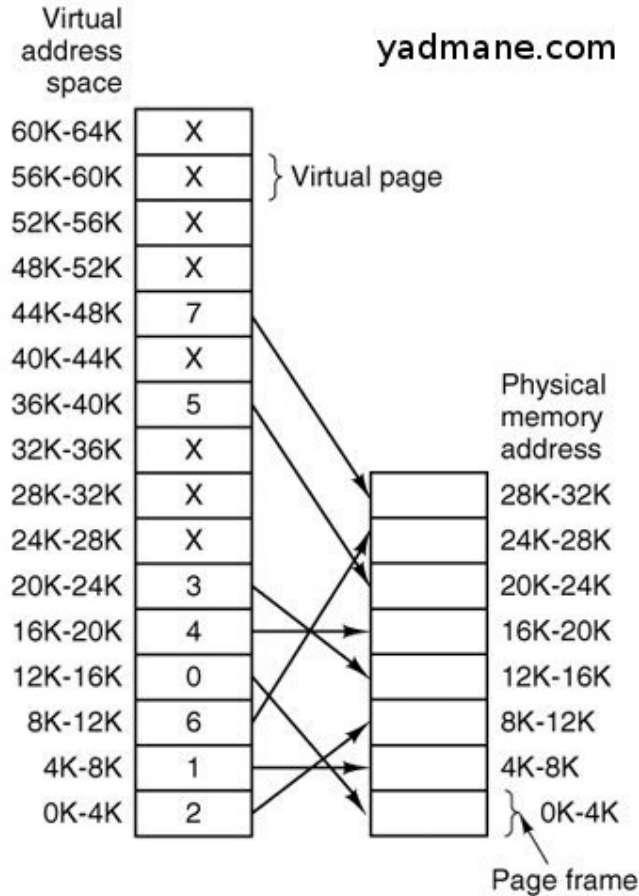 Virtual
address
space
yadmane.com
60K-64K X
56K-60K X Virtual page
52K-56K X
48K-52K X
44K-48K 7
40K-44K X
36K-40K 5
32K-36K X
28K-32K X
24K-28K X
20K-24K 3
16K-20K 4
12K-16K 0
8K-12K 6
4K-8K 1
0K-4K 2
Physical
memory
address
28K-32K
24K-28K
20K-24K
16K-20K
12K-16K
8K-12K
4K-8K
0K-4K
Page frame